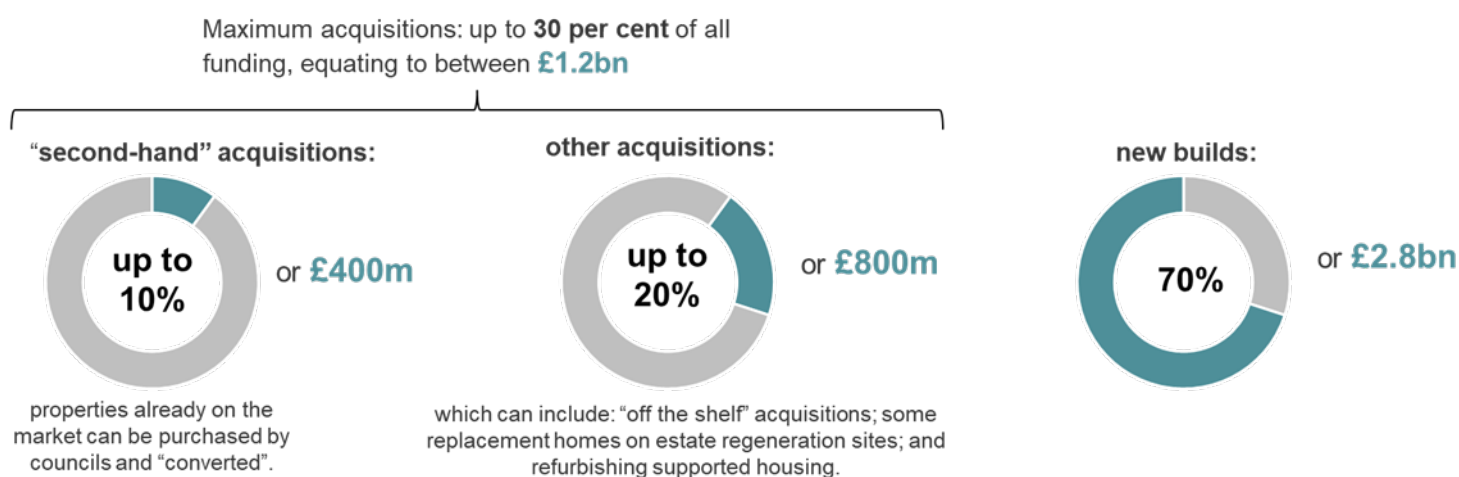 Maximum acquisitions: up to 30 per cent of all
funding, equating to between £1.2bn
“second-hand” acquisitions:
up to
10%
or £400m
properties already on the
market can be purchased by
councils and “converted”.
other acquisitions:
up to
20%
or £800m
which can include: “off the shelf” acquisitions; some
replacement homes on estate regeneration sites; and
refurbishing supported housing.
new builds:
70%
or £2.8bn